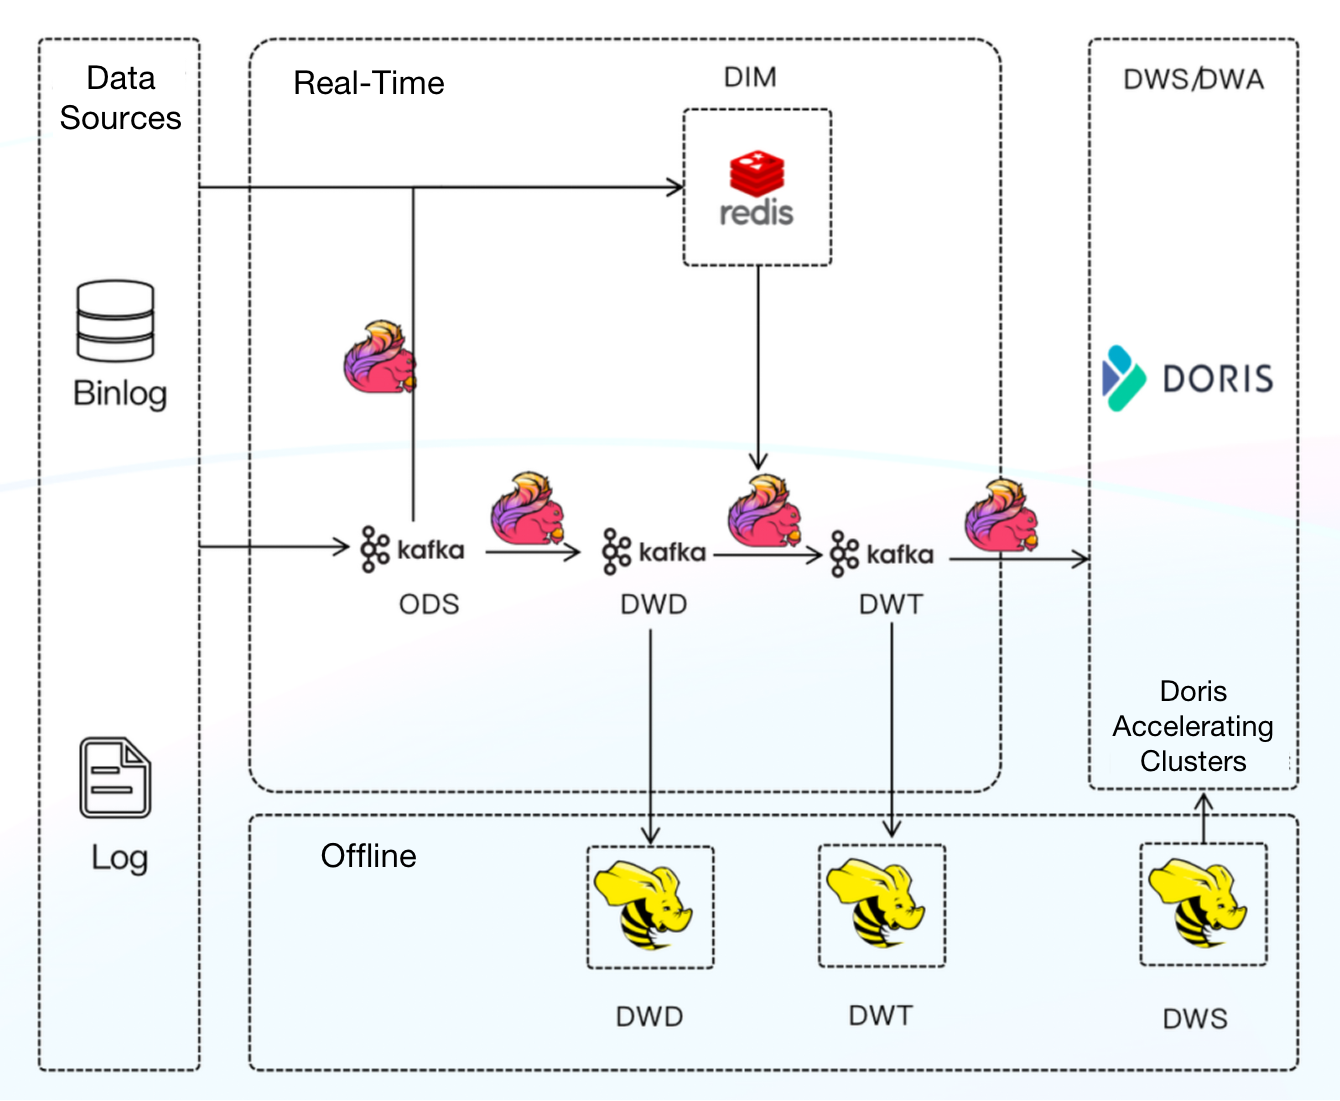 Data
Sources
Binlog
Log
Real-Time
DIM
redis
kafka
ODS
kafka
DWD
kafka
DWT
DWS/DWA
DORIS
Doris
Accelerating
Clusters
Offline
DWD
DWT
DWS